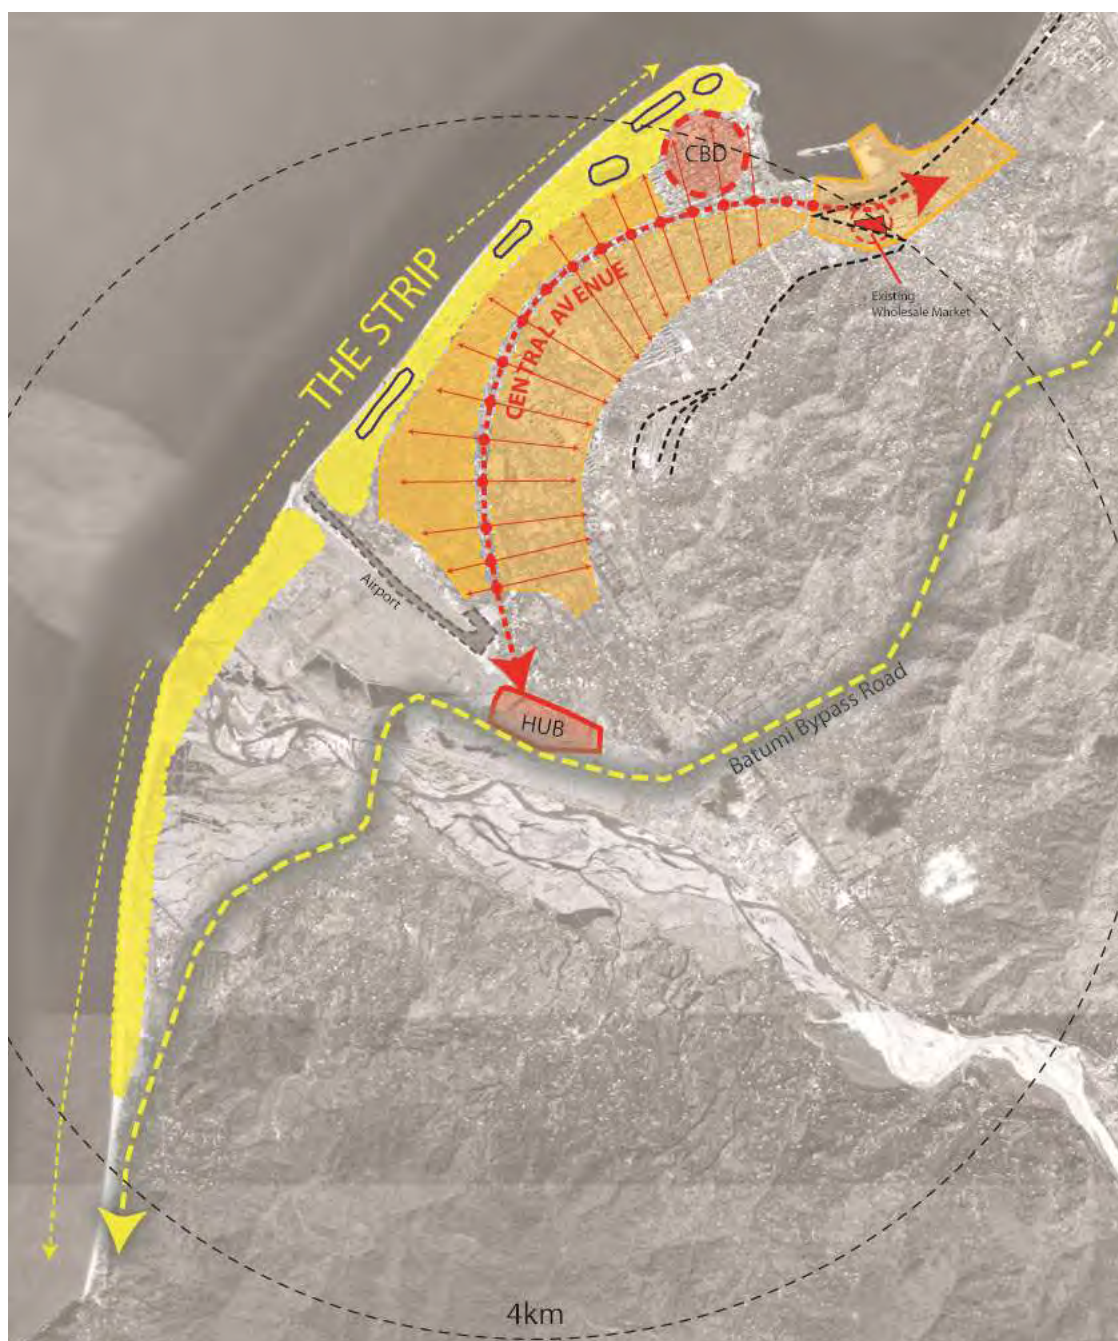 CBD
THE STRIP
CENTRAL AVENUE
Existing
Wholesale Market
Airport
HUB
Batumi Bypass Road
4km